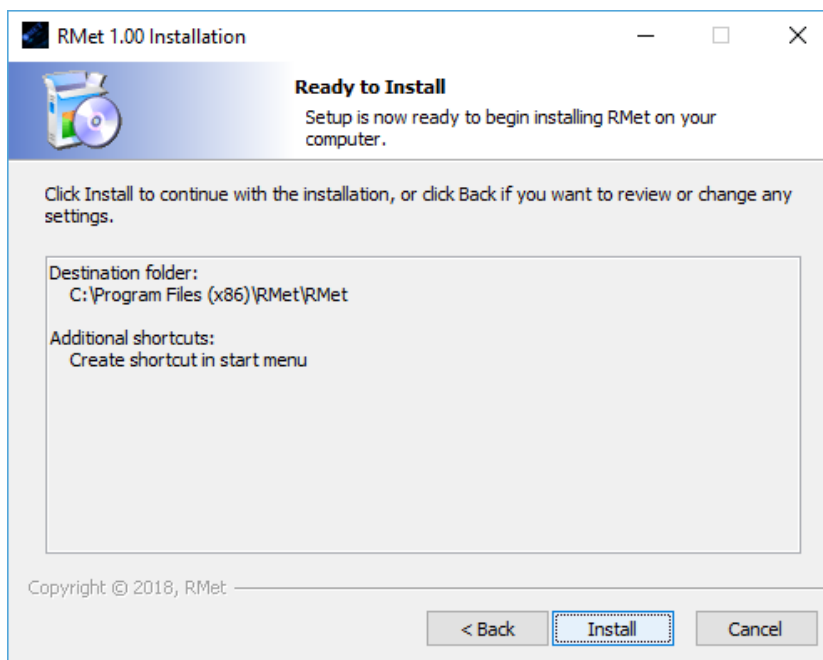 RMet 1.00 Installation
Ready to Install
Setup is now ready to begin installing RMet on your
computer.
Click Install to continue with the installation, or click Back if you want to review or change any
settings.
Destination folder:
C:\Program Files (x86)\RMet\RMet
Additional shortcuts:
Create shortcut in start menu
Copyright © 2018, RMet
< Back
Install
Cancel